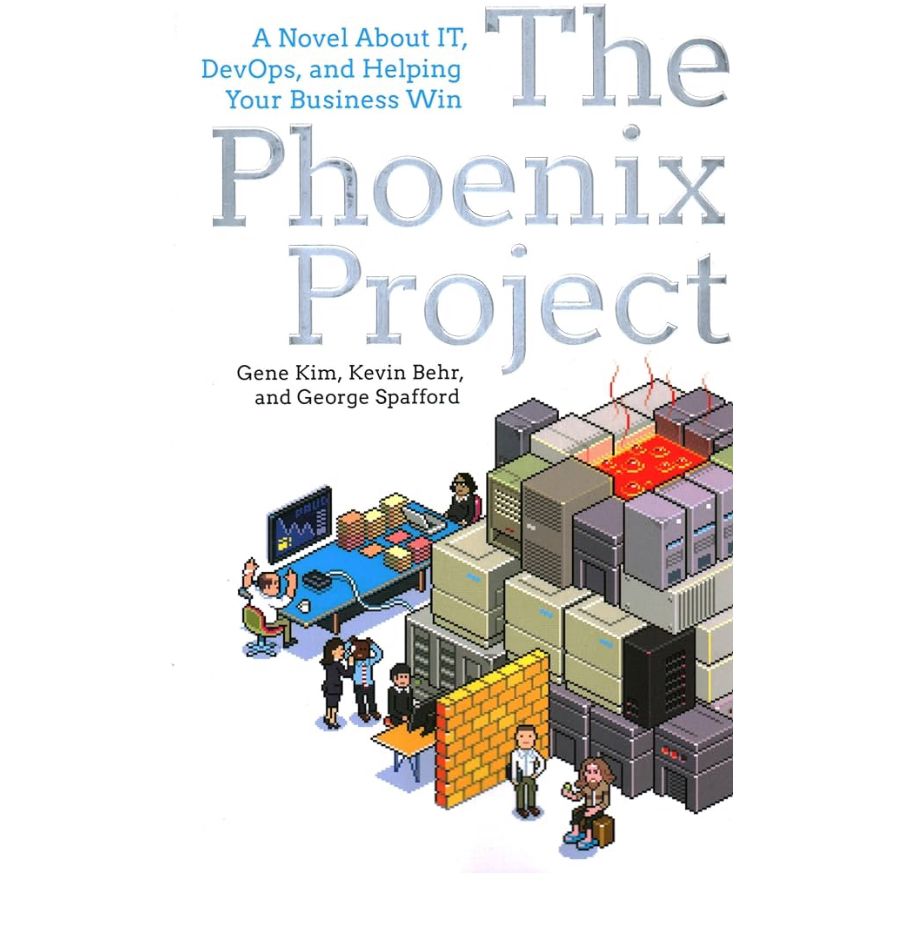 A Novel About IT,
DevOps, and Helping
Your Business Win
The
Phoenix
Project
Gene Kim, Kevin Behr,
and George Spafford